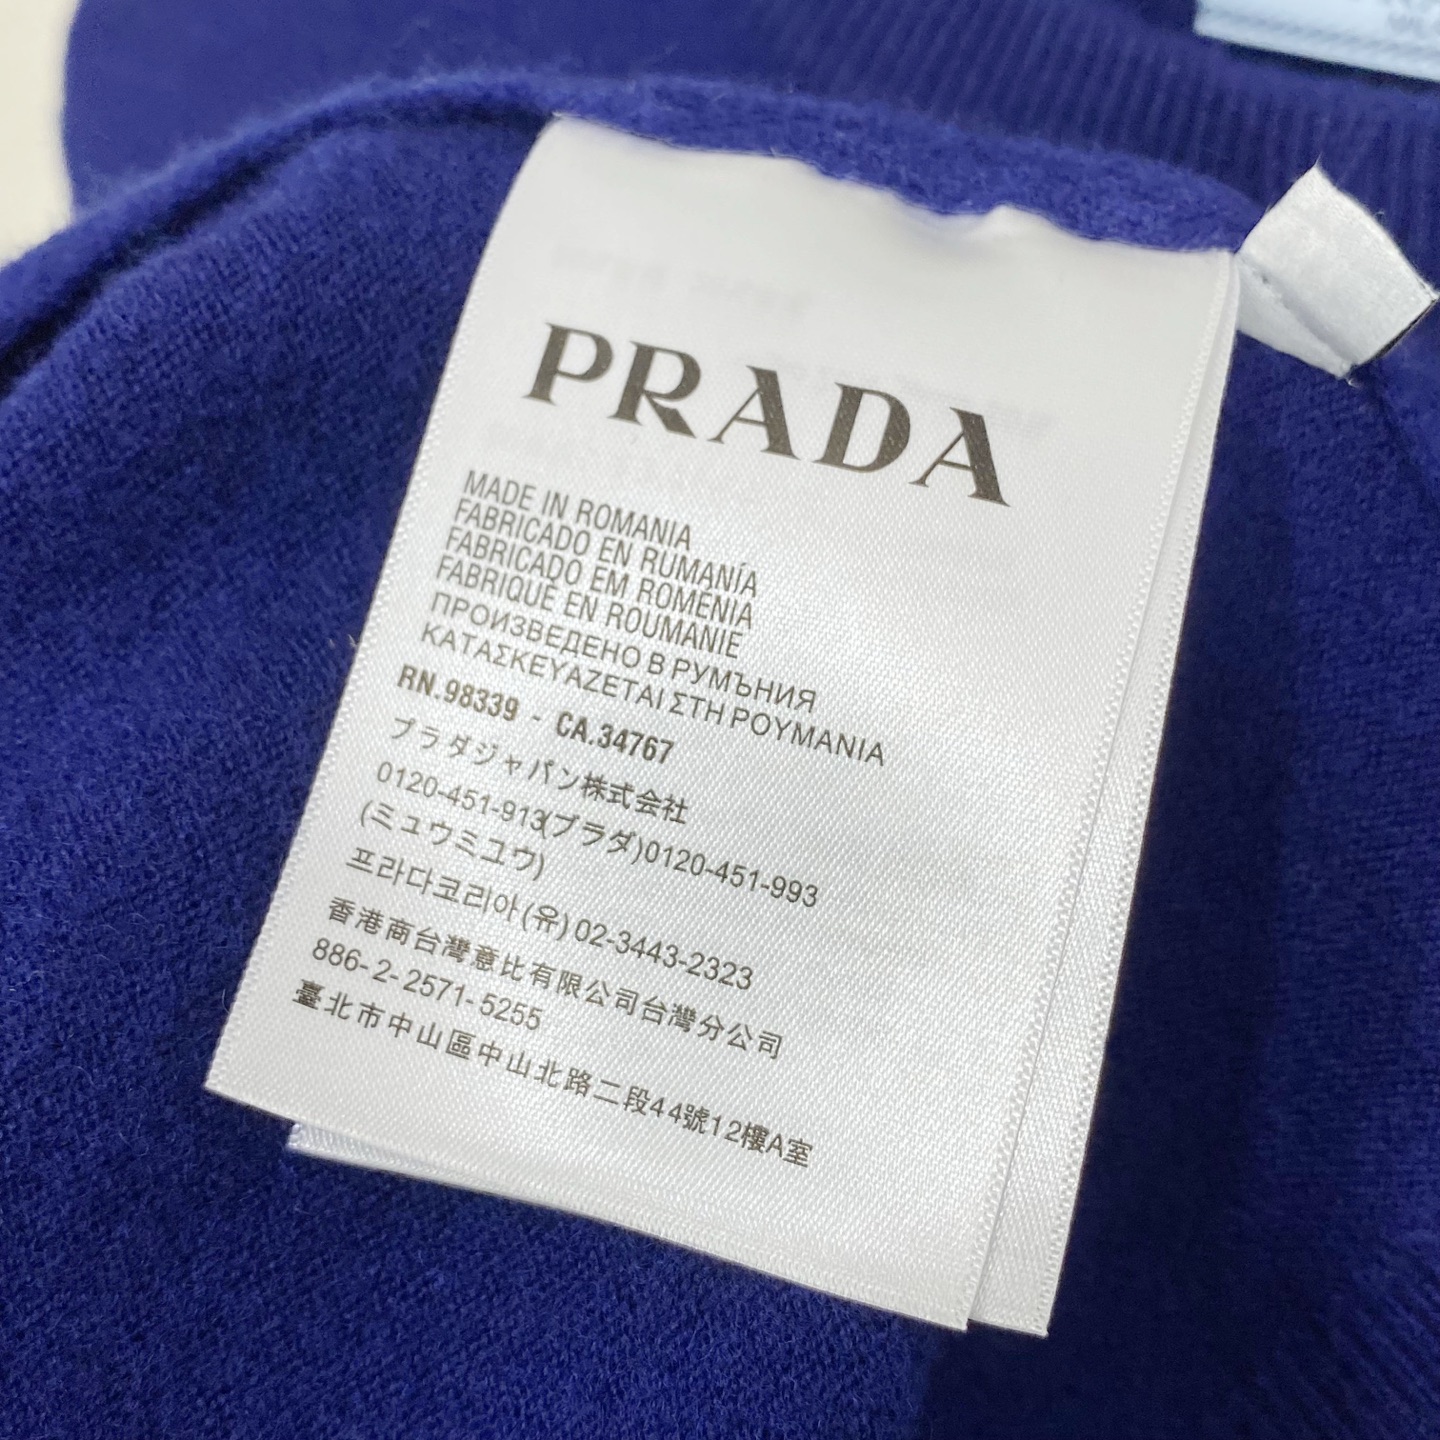 PRADA
MADE IN ROMANIA
FABRICADO EN RUMANÍA
FABRICADO EM ROMÉNIA
FABRIQUÉ EN ROUMANIE
ПРОИЗВЕДЕНО В РУМЪНИЯ
ΚΑΤΑΣΚΕΥΑΖΕΤΑΙ ΣΤΗ ΡΟΥΜΑΝΙΑ
RN.98339 - CA.34767
プラダジャパン株式会社
0120-451-913(プラダ)0120-451-993
(ミュウミユウ)
프라다코리아(유) 02-3443-2323
香港商台灣意比有限公司台灣分公司
886-2-2571-5255
臺北市中山區中山北路二段44號12樓A室